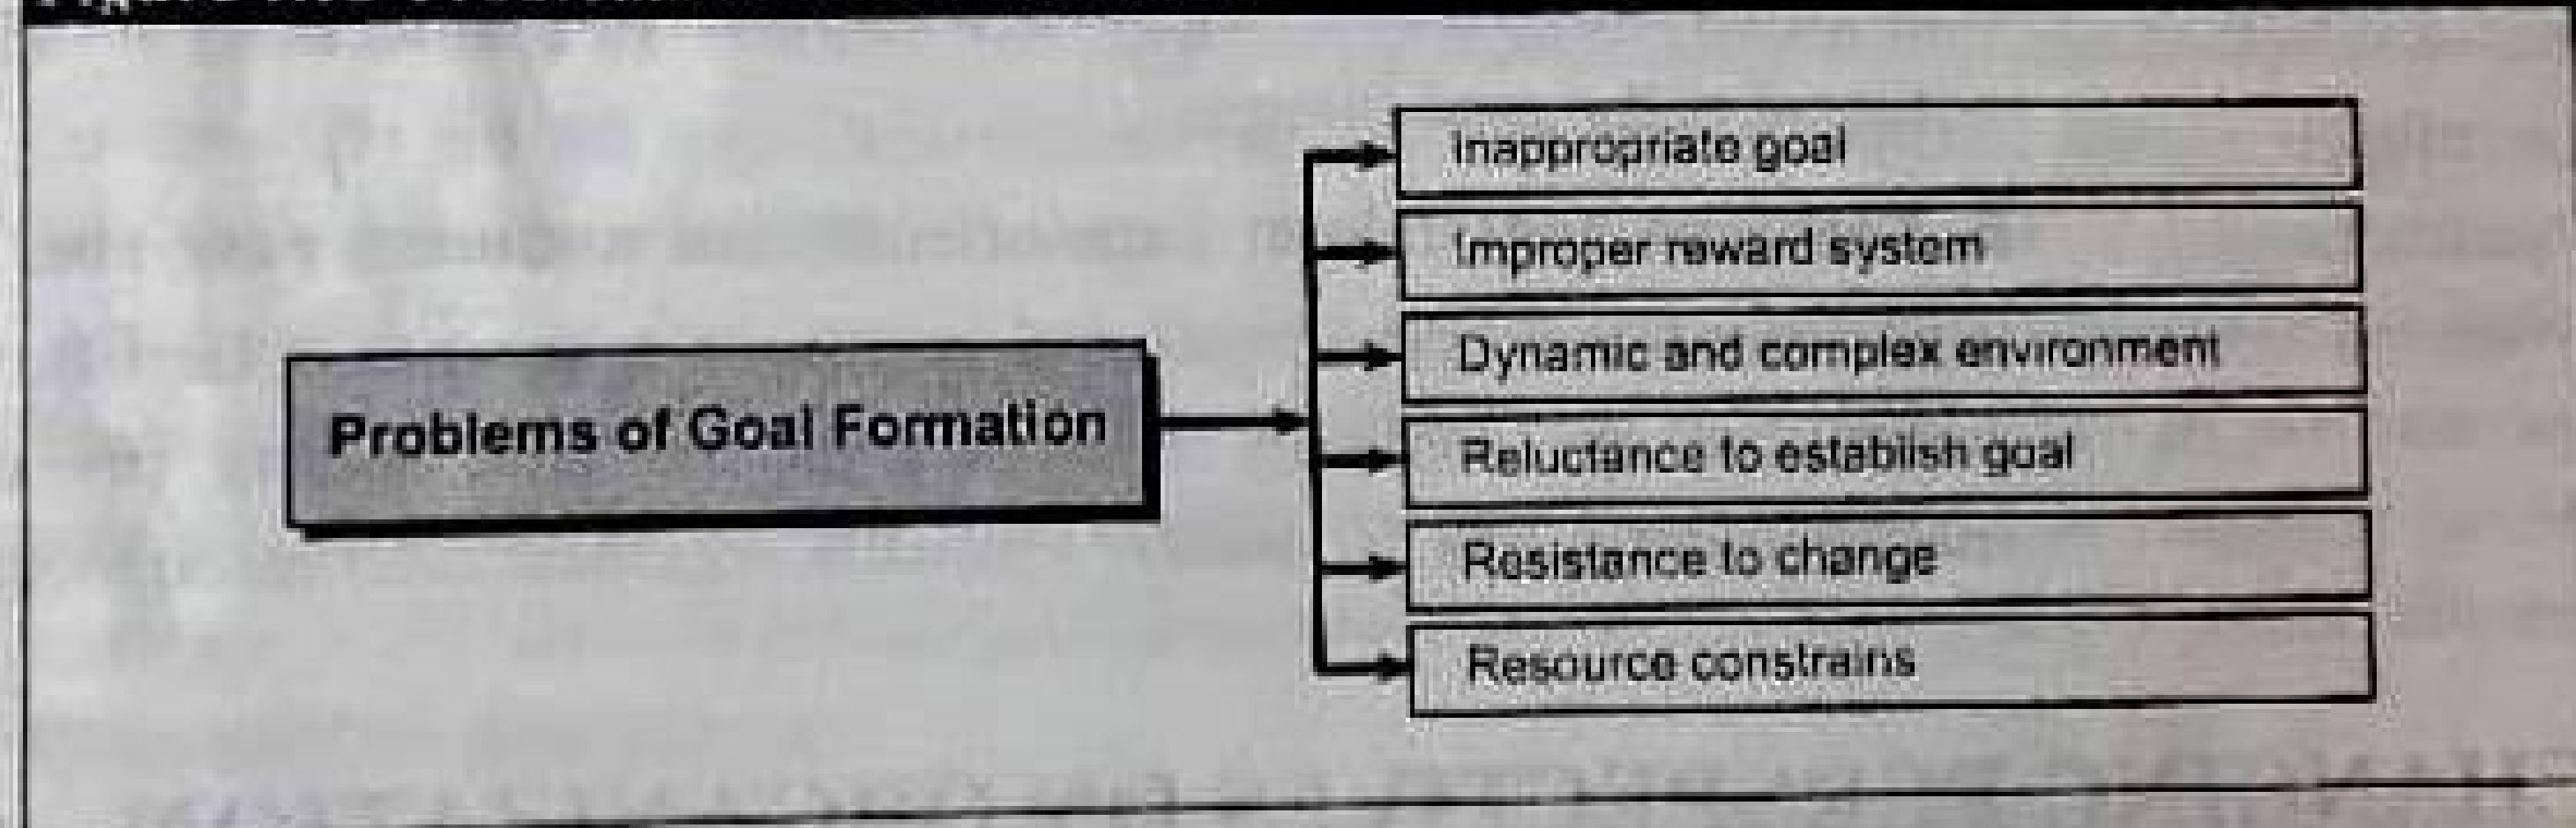 Inappropriate goal
Improper reward system
Dynamic and complex environment
Problems of Goal Formation
Reluctance to establish goal
Resistance to change
Resource constrains